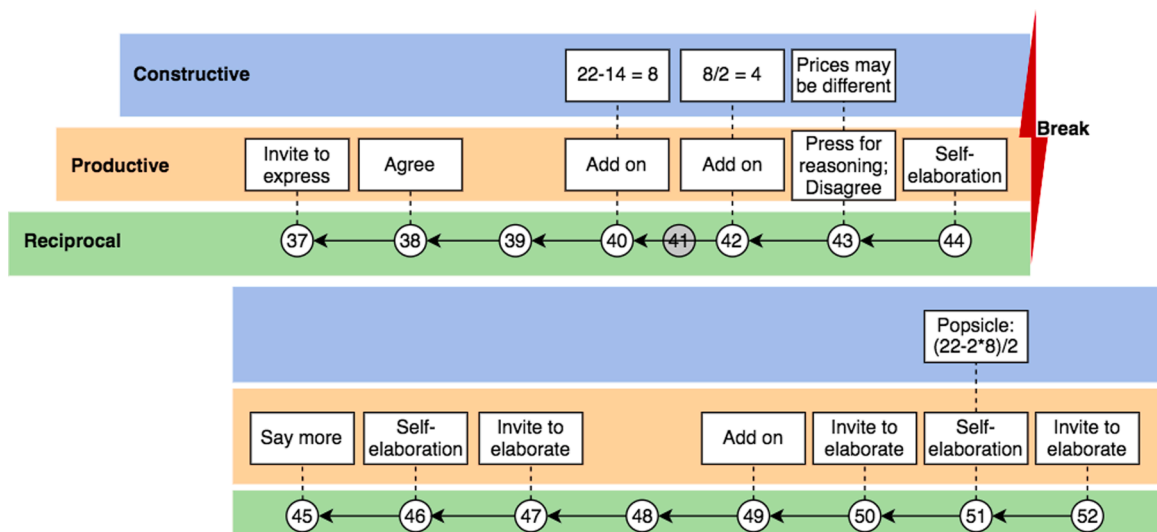 Constructive
22-14 = 8
8/2 = 4
Prices may
be different
Break
Productive
Invite to
express
Agree
Add on
Add on
Press for
reasoning;
Disagree
Self-
elaboration
Reciprocal
37
38
39
40
41
42
43
44
Popsicle:
(22-2*8)/2
Say more
Self-
elaboration
Invite to
elaborate
Add on
Invite to
elaborate
Self-
elaboration
Invite to
elaborate
45
46
47
48
49
50
51
52